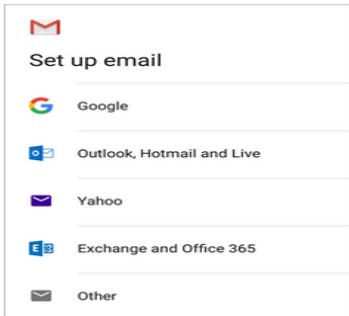 Set up email
Google
Outlook, Hotmail and Live
Yahoo
Exchange and Office 365
Other